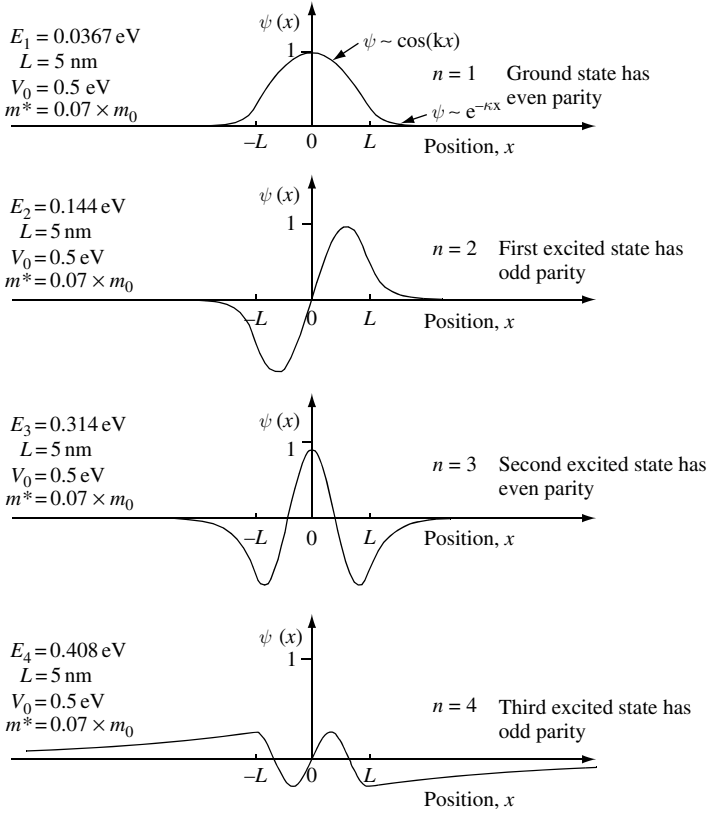 ψ (x)
E₁ = 0.0367 eV
L = 5 nm
V₀ = 0.5 eV
m* = 0.07 × m₀
1
ψ ~ cos(kx)
n = 1 Ground state has
even parity
ψ ~ e^{−κx}
–L 0 L Position, x
ψ (x)
E₂ = 0.144 eV
L = 5 nm
V₀ = 0.5 eV
m* = 0.07 × m₀
1
n = 2 First excited state has
odd parity
–L 0 L Position, x
ψ (x)
E₃ = 0.314 eV
L = 5 nm
V₀ = 0.5 eV
m* = 0.07 × m₀
1
n = 3 Second excited state has
even parity
–L 0 L Position, x
ψ (x)
E₄ = 0.408 eV
L = 5 nm
V₀ = 0.5 eV
m* = 0.07 × m₀
1
n = 4 Third excited state has
odd parity
–L 0 L
Position, x